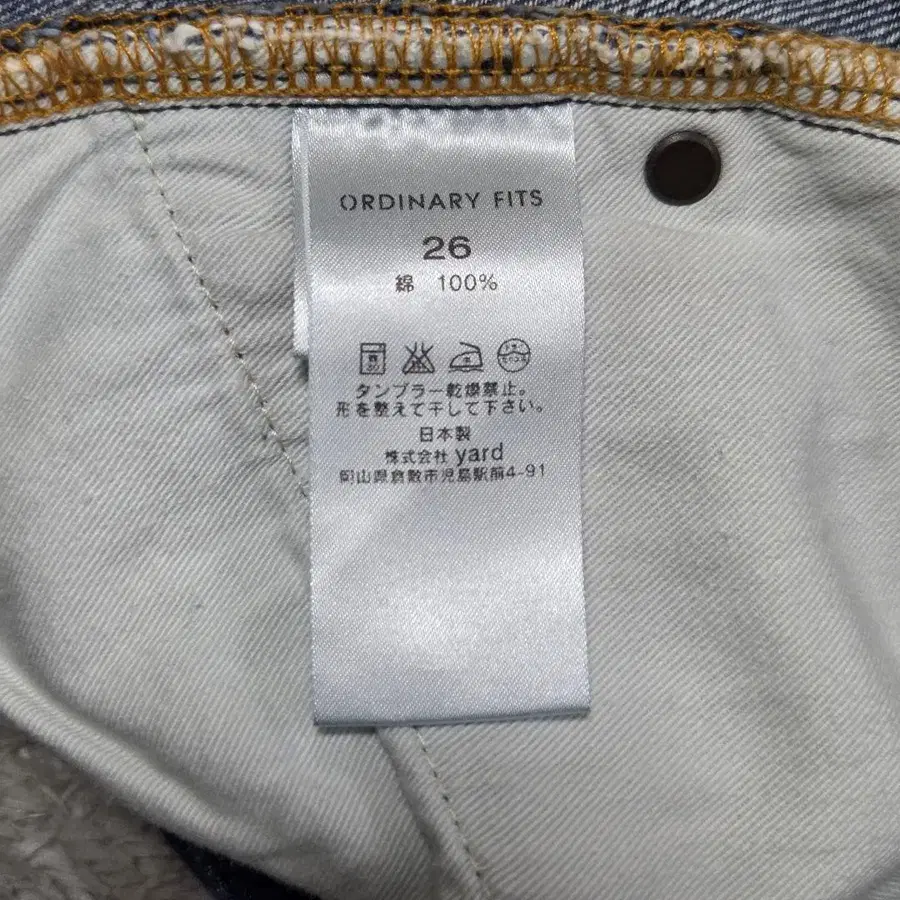 ORDINARY FITS
26
綿 100%
タンブラー乾燥禁止。
形を整えて干して下さい。
日本製
株式会社 yard
岡山県倉敷市児島駅前4-91